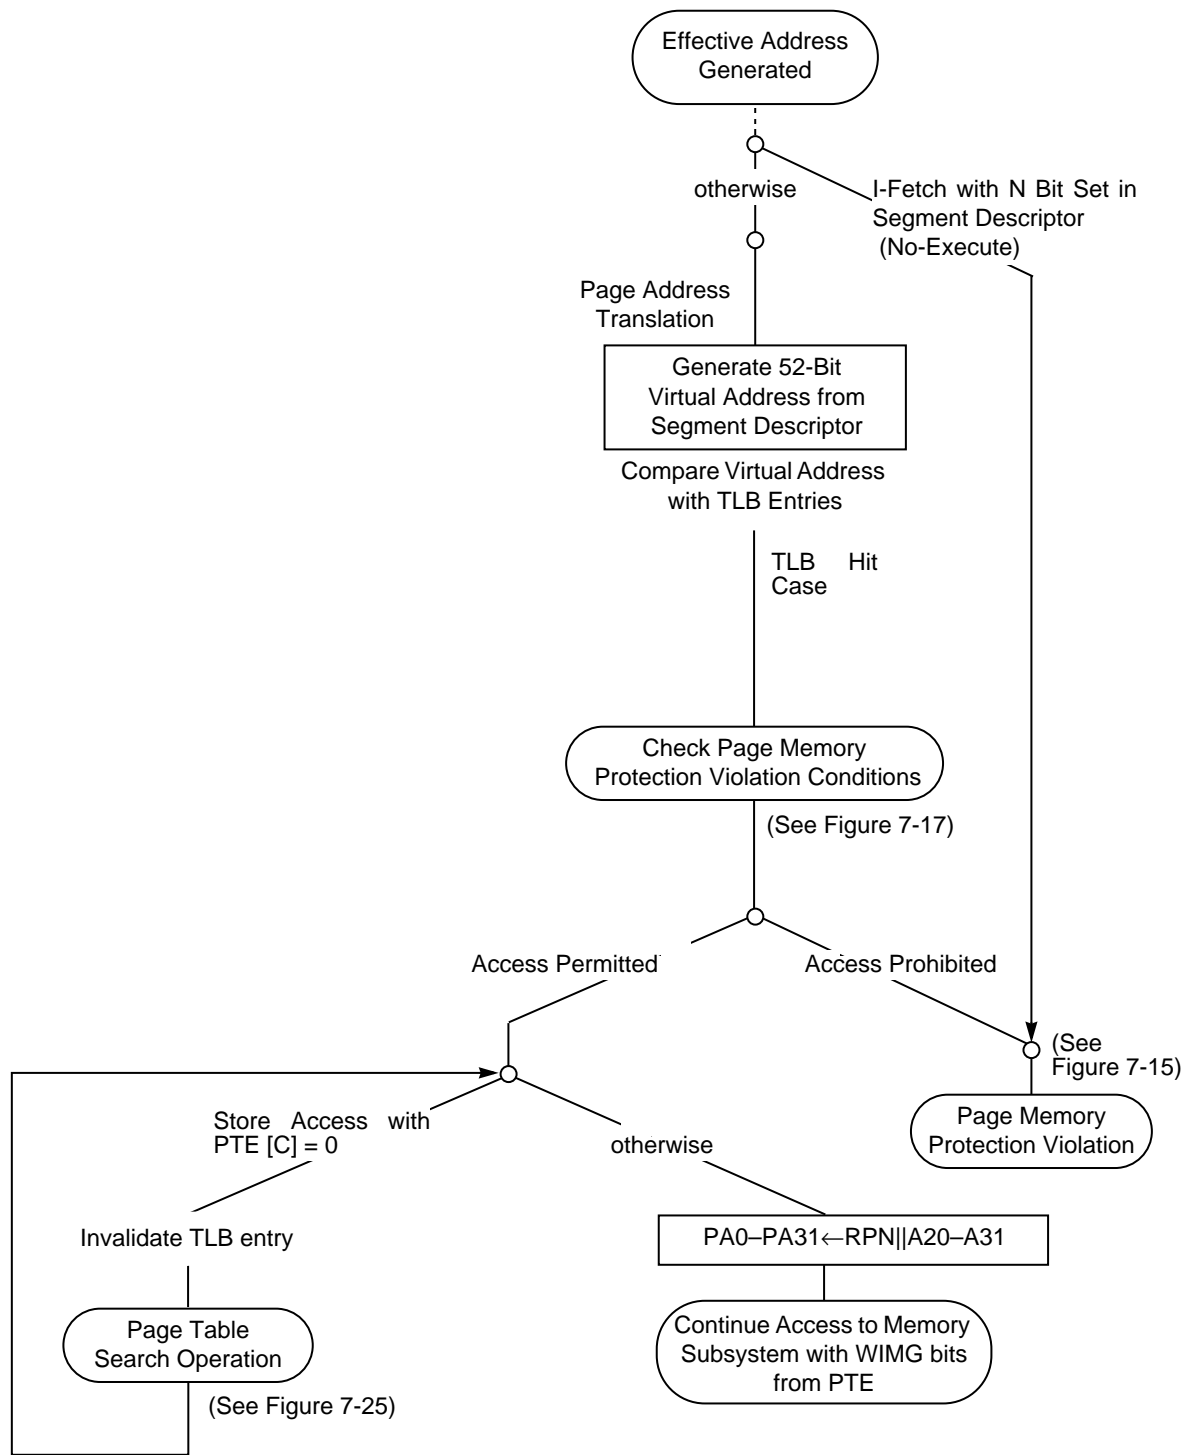 Effective Address
Generated
otherwise
I-Fetch with N Bit Set in
Segment Descriptor
(No-Execute)
Page Address
Translation
Generate 52-Bit
Virtual Address from
Segment Descriptor
Compare Virtual Address
with TLB Entries
TLB Hit
Case
Check Page Memory
Protection Violation Conditions
(See Figure 7-17)
Access Permitted
Access Prohibited
(See
Figure 7-15)
Page Memory
Protection Violation
Store Access with
PTE [C] = 0
otherwise
Invalidate TLB entry
PA0–PA31←RPN||A20–A31
Page Table
Search Operation
(See Figure 7-25)
Continue Access to Memory
Subsystem with WIMG bits
from PTE